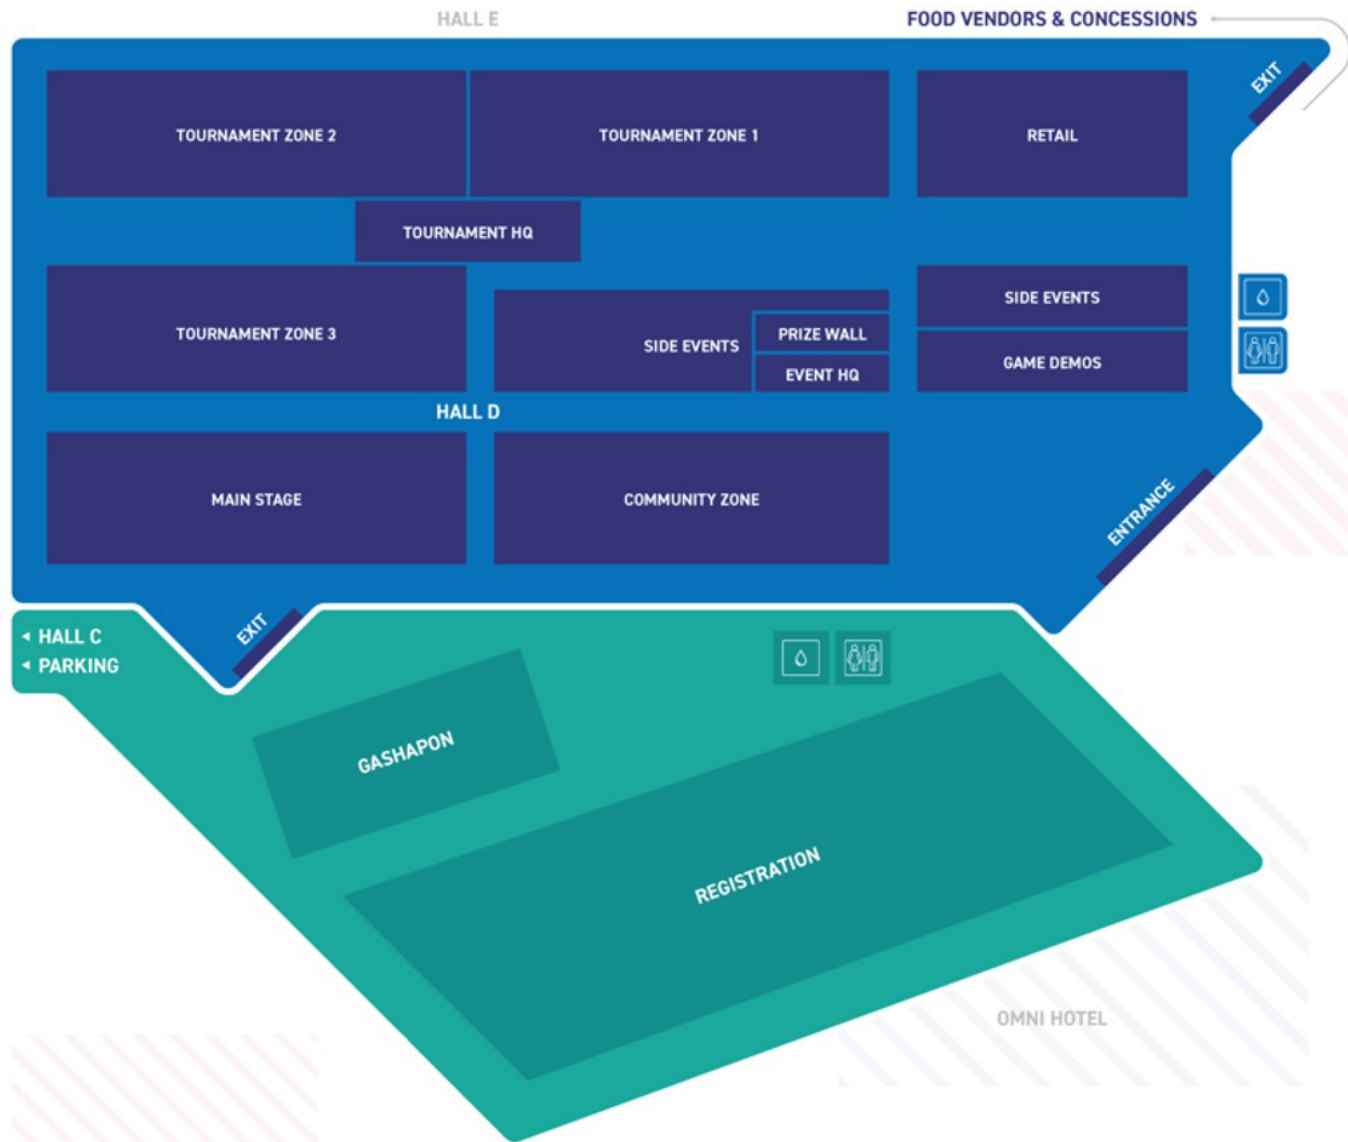 HALL E
FOOD VENDORS & CONCESSIONS
EXIT
TOURNAMENT ZONE 2
TOURNAMENT ZONE 1
RETAIL
TOURNAMENT HQ
SIDE EVENTS
TOURNAMENT ZONE 3
PRIZE WALL
SIDE EVENTS
GAME DEMOS
EVENT HQ
HALL D
MAIN STAGE
COMMUNITY ZONE
ENTRANCE
EXIT
HALL C
PARKING
GASHAPON
REGISTRATION
OMNI HOTEL